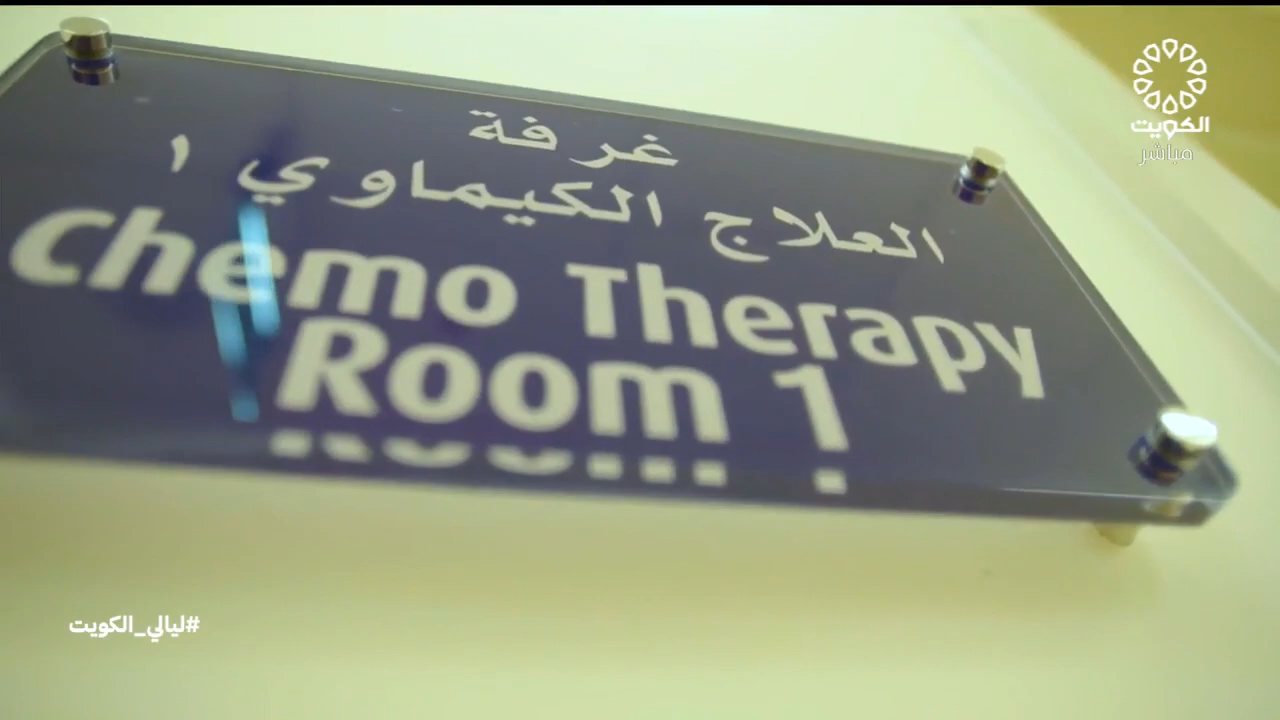 الكويت
مباشر
غرفة
العلاج الكيماوي ١
Chemo Therapy
Room 1
#ليالي_الكويت